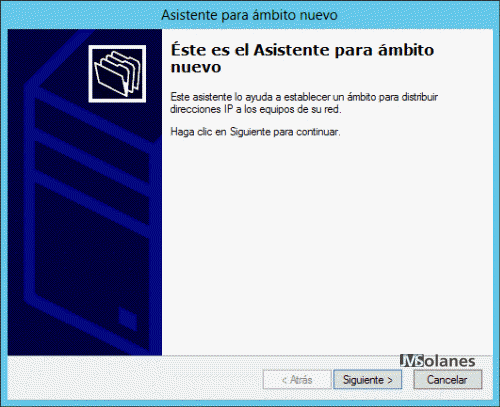 Asistente para ámbito nuevo
Éste es el Asistente para ámbito
nuevo
Este asistente lo ayuda a establecer un ámbito para distribuir
direcciones IP a los equipos de su red.
Haga clic en Siguiente para continuar.
JMSolanes
< Atrás
Siguiente >
Cancelar